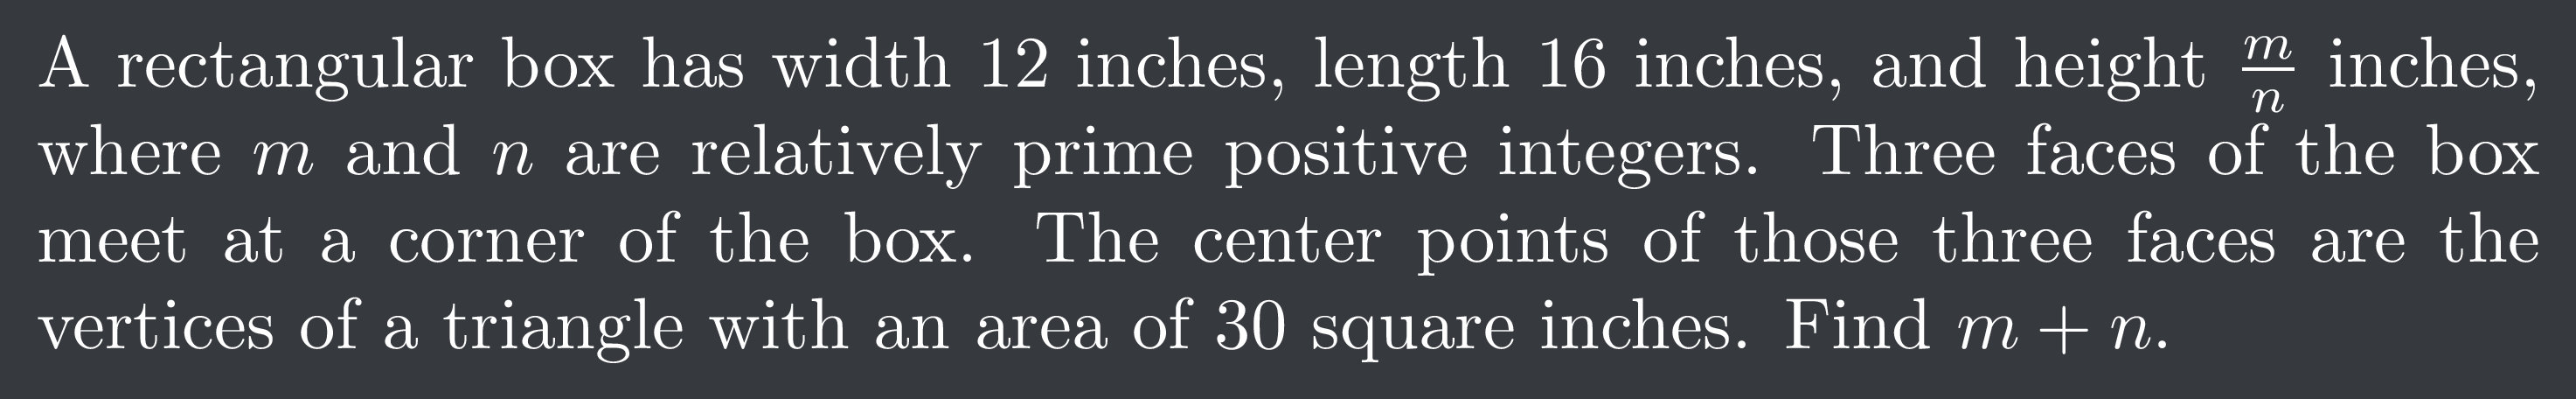 A rectangular box has width 12 inches, length 16 inches, and height $\frac{m}{n}$ inches,
where $m$ and $n$ are relatively prime positive integers. Three faces of the box
meet at a corner of the box. The center points of those three faces are the
vertices of a triangle with an area of 30 square inches. Find $m + n$.